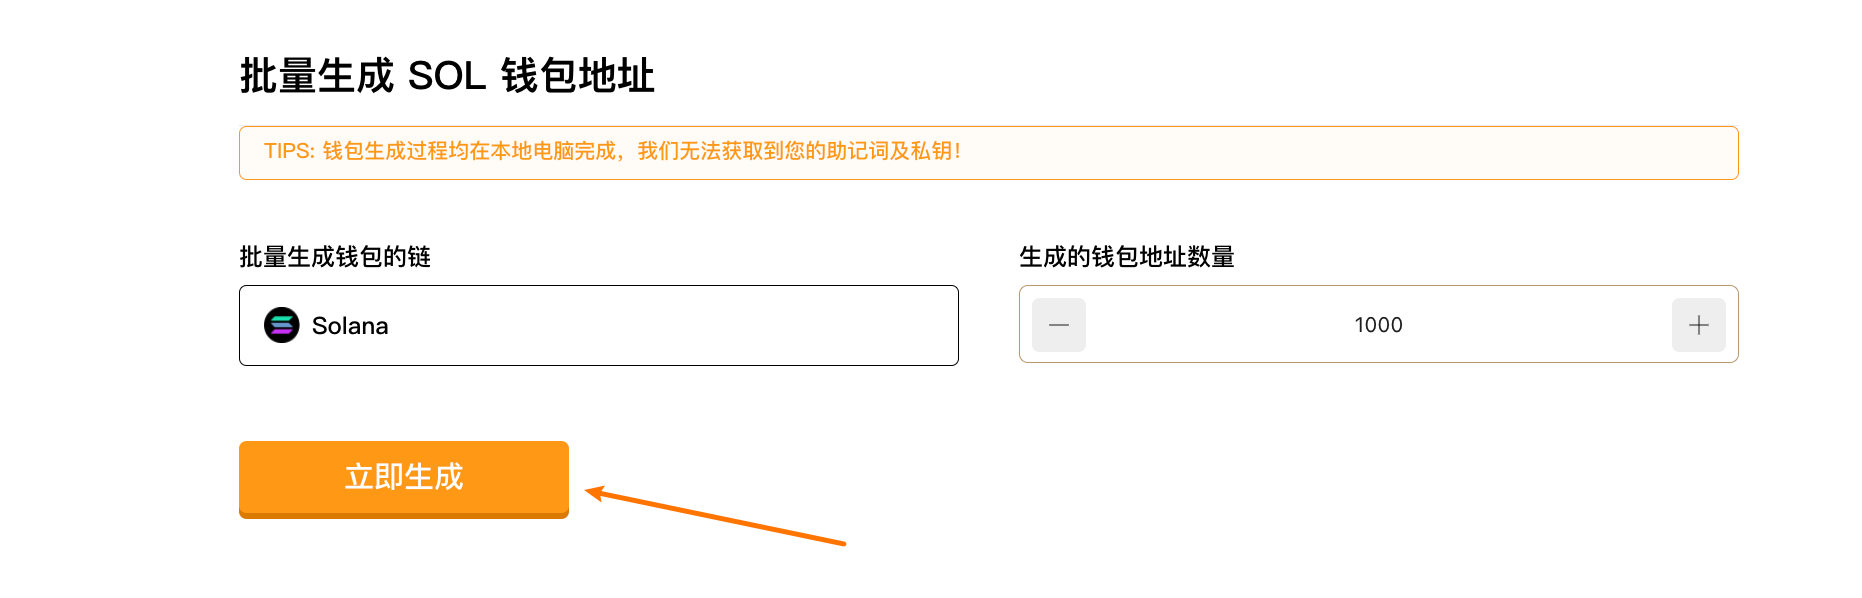 批量生成 SOL 钱包地址
TIPS: 钱包生成过程均在本地电脑完成，我们无法获取到您的助记词及私钥！
批量生成钱包的链
生成的钱包地址数量
Solana
1000
立即生成